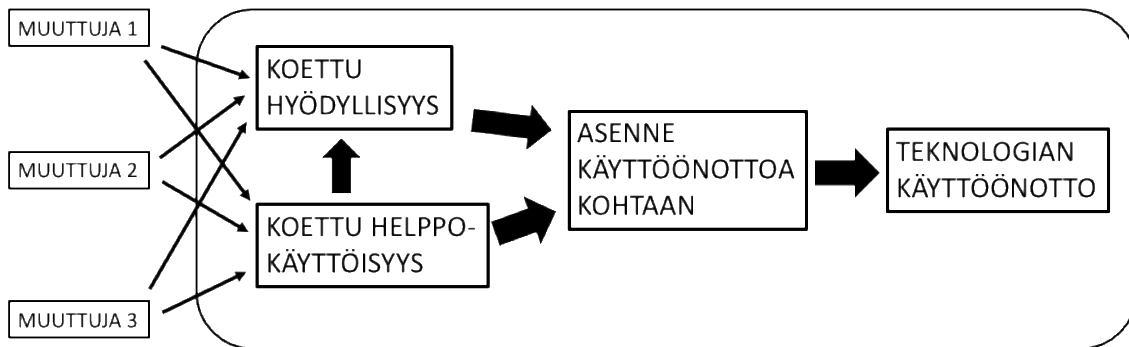 MUUTTUJA 1
KOETTU
HYÖDYLLISYYS
MUUTTUJA 2
KOETTU HELPPO-
KÄYTTÖISYYS
MUUTTUJA 3
ASENNE
KÄYTTÖÖNOTTOA
KOHTAAN
TEKNOLOGIAN
KÄYTTÖÖNOTTO